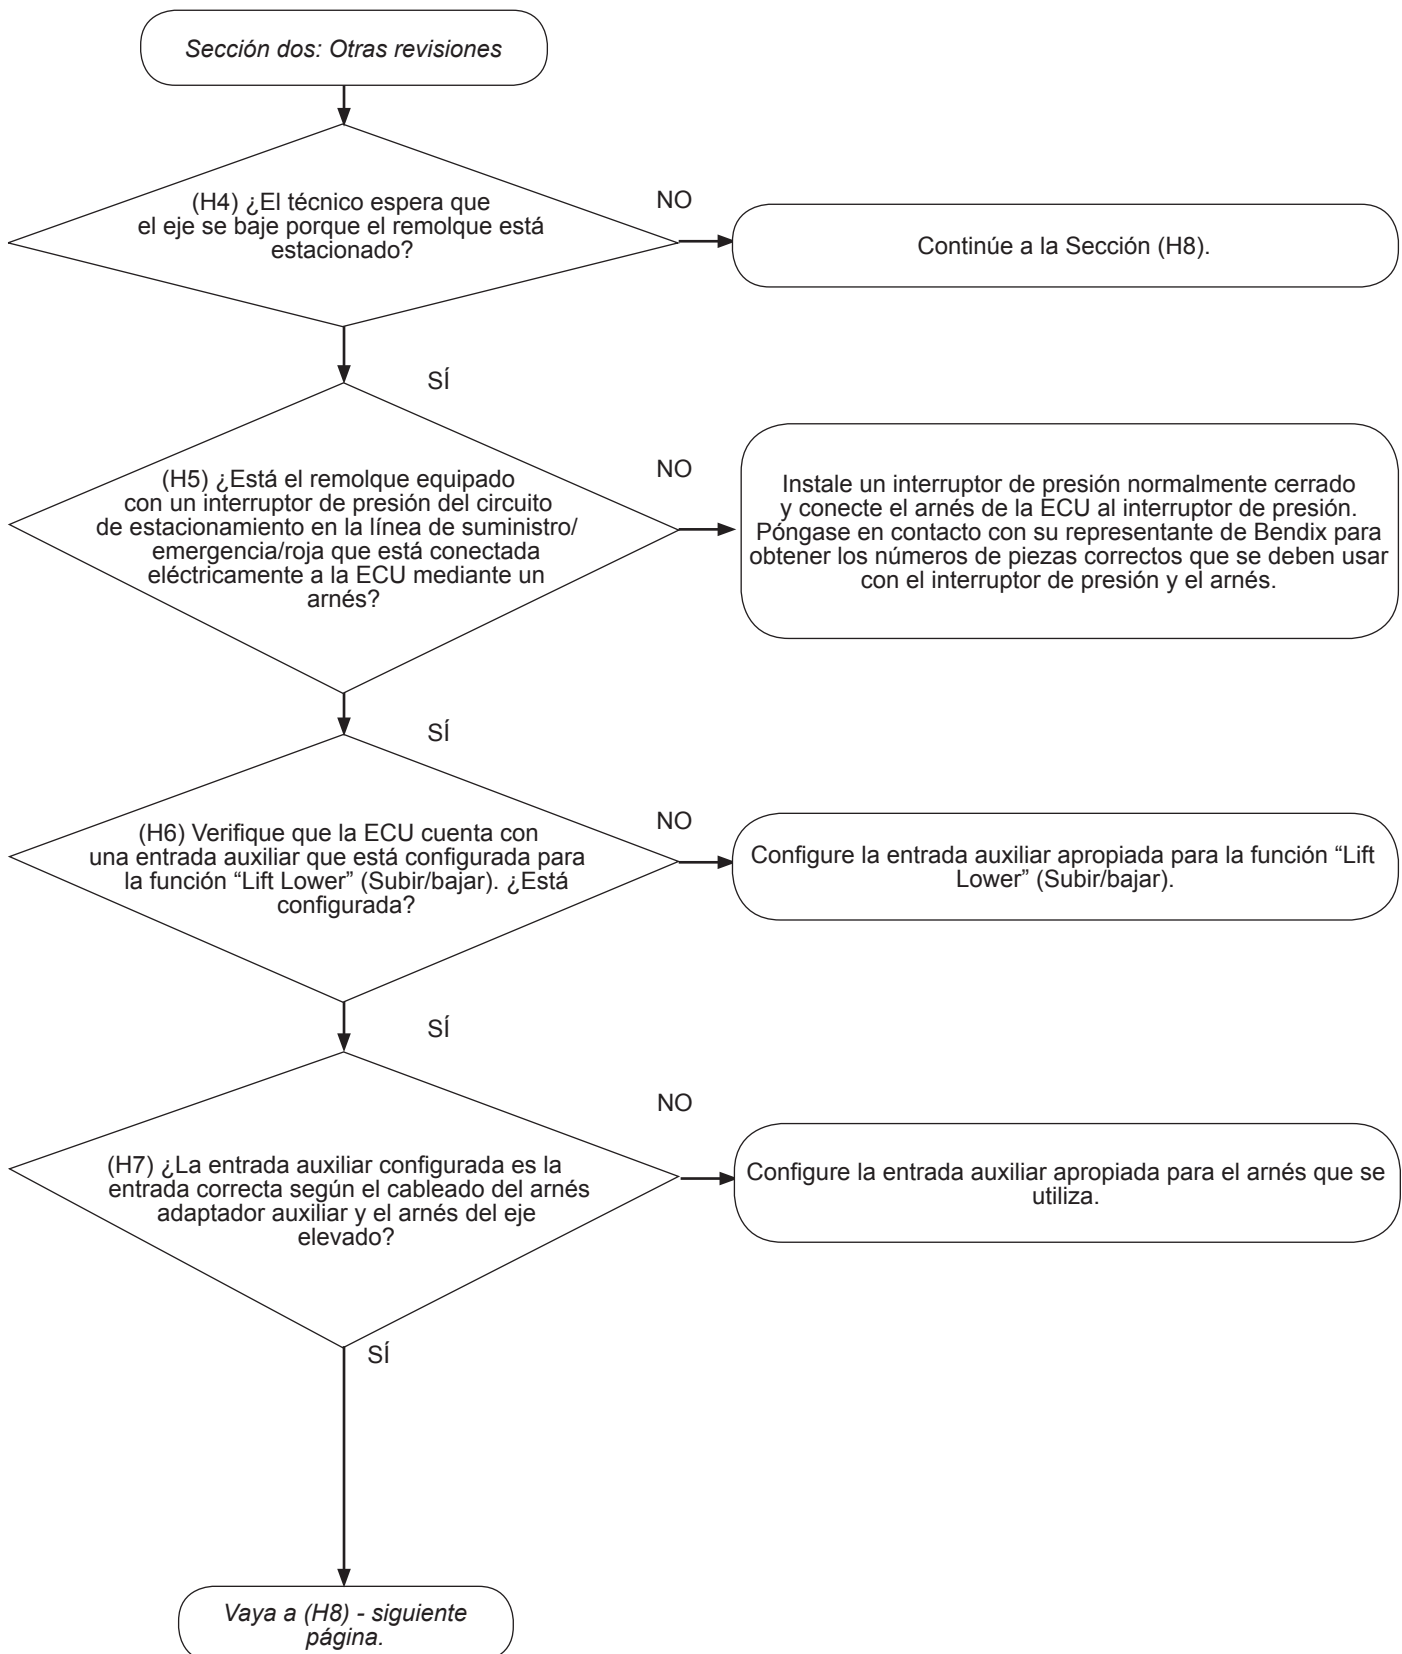 Sección dos: Otras revisiones
(H4) ¿El técnico espera que
el eje se baje porque el remolque está
estacionado?
NO
Continúe a la Sección (H8).
SÍ
(H5) ¿Está el remolque equipado
con un interruptor de presión del circuito
de estacionamiento en la línea de suministro/
emergencia/roja que está conectada
eléctricamente a la ECU mediante un
arnés?
NO
Instale un interruptor de presión normalmente cerrado
y conecte el arnés de la ECU al interruptor de presión.
Póngase en contacto con su representante de Bendix para
obtener los números de piezas correctos que se deben usar
con el interruptor de presión y el arnés.
SÍ
(H6) Verifique que la ECU cuenta con
una entrada auxiliar que está configurada para
la función “Lift Lower” (Subir/bajar). ¿Está
configurada?
NO
Configure la entrada auxiliar apropiada para la función “Lift
Lower” (Subir/bajar).
SÍ
(H7) ¿La entrada auxiliar configurada es la
entrada correcta según el cableado del arnés
adaptador auxiliar y el arnés del eje
elevado?
NO
Configure la entrada auxiliar apropiada para el arnés que se
utiliza.
SÍ
Vaya a (H8) - siguiente
página.